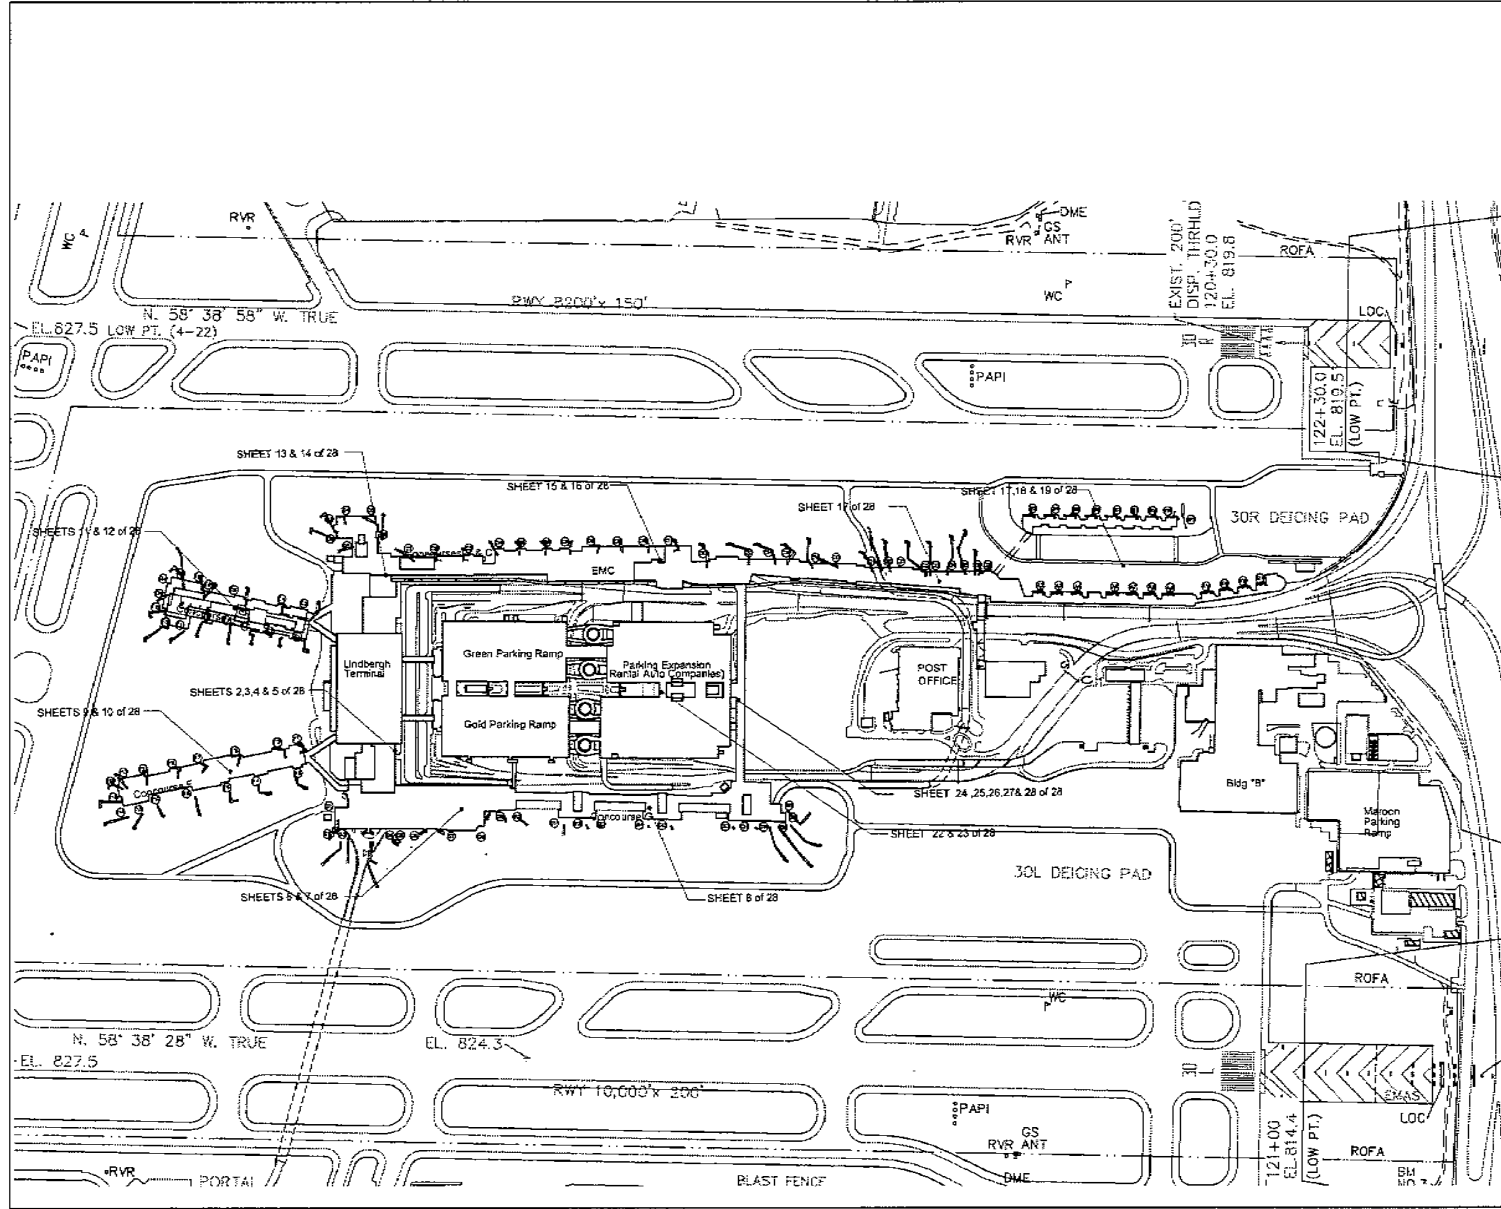 DME
GS
ANT
RVR
RVR
WC
ROFA
EXIST. 200'
DISP. THRHLD
120+30.0
EL. 819.8
WC
RWY 8200'x 150'
N. 58° 38' 58" W. TRUE
EL.827.5 LOW PT. (4-22)
LOC
30
R
PAPI
PAPI
122+30.0
EL. 819.5
(LOW PT.)
SHEET 13 & 14 of 28
SHEET 15 & 16 of 28
SHEET 17,18 & 19 of 28
SHEET 17 of 28
30R DEICING PAD
SHEETS 11 & 12 of 28
EMC
Lindbergh
Terminal
Green Parking Ramp
Parking Expansion
Rental Auto Companies)
POST
OFFICE
SHEETS 2,3,4 & 5 of 28
SHEETS 9 & 10 of 28
Gold Parking Ramp
Concourse E
Bldg "B"
SHEET 24 ,25,26,27& 28 of 28
Concourse G
Maroon
Parking
Ramp
SHEET 22 & 23 of 28
30L DEICING PAD
SHEETS 6 & 7 of 28
SHEET 8 of 28
ROFA
WC
N. 58° 38' 28" W. TRUE
EL. 824.3
EL. 827.5
30
L
RWY 10,000'x 200'
EMAS
LOC
PAPI
GS
RVR ANT
DME
121+00
EL.814.4
(LOW PT.)
ROFA
RVR
PORTAL
BLAST FENCE
BM
NO.3